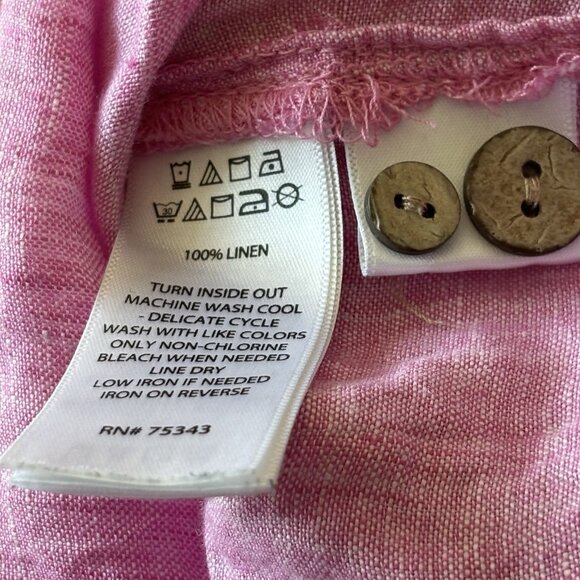 30
100% LINEN
TURN INSIDE OUT
MACHINE WASH COOL
- DELICATE CYCLE
WASH WITH LIKE COLORS
ONLY NON-CHLORINE
BLEACH WHEN NEEDED
LINE DRY
LOW IRON IF NEEDED
IRON ON REVERSE
RN# 75343